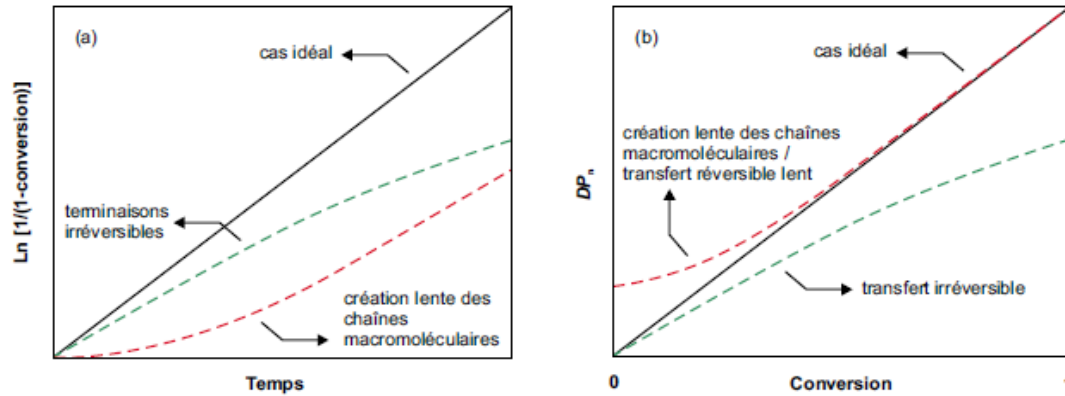 (a)
cas idéal
Ln [1/(1-conversion)]
terminaisons
irréversibles
création lente des
chaînes
macromoléculaires
Temps
(b)
cas idéal
création lente des chaînes
macromoléculaires /
transfert réversible lent
DPn
transfert irréversible
0
Conversion